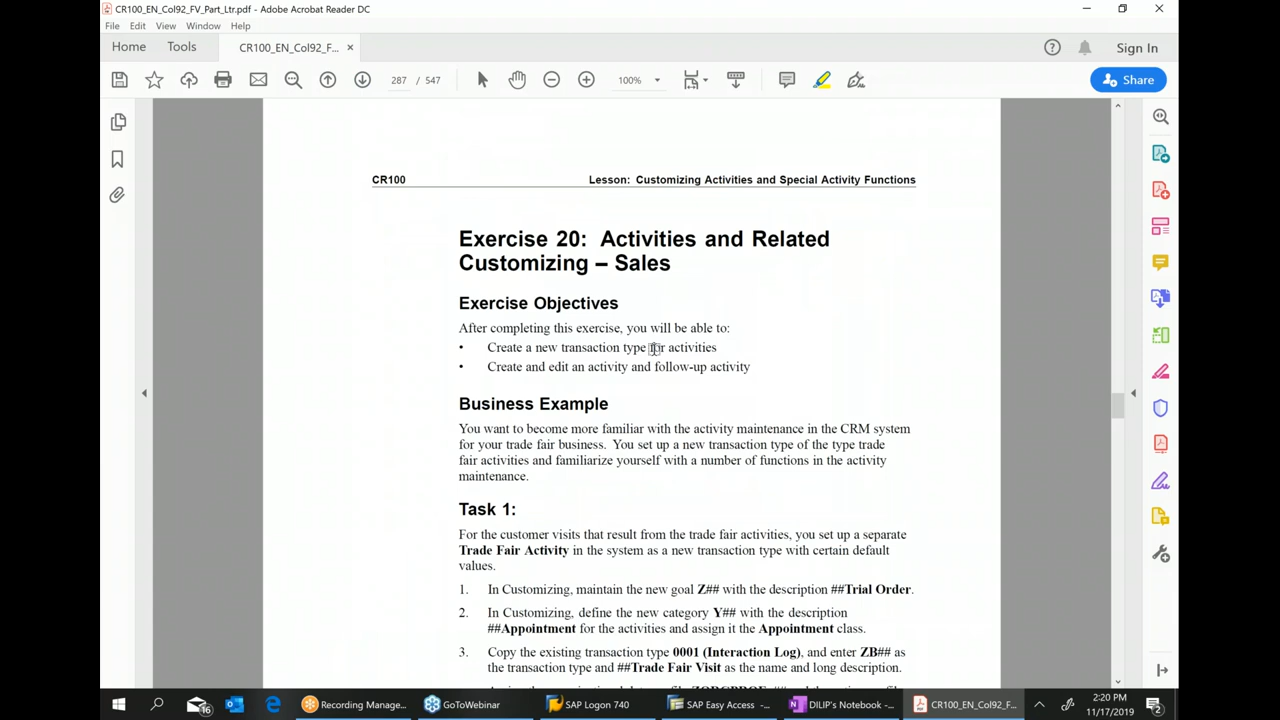 CR100_EN_Col92_FV_Part_Ltr.pdf - Adobe Acrobat Reader DC
File Edit View Window Help
Home Tools CR100_EN_Col92_F... × Sign In
287 / 547 100% Share
CR100 Lesson: Customizing Activities and Special Activity Functions
Exercise 20: Activities and Related
Customizing – Sales
Exercise Objectives
After completing this exercise, you will be able to:
• Create a new transaction type for activities
• Create and edit an activity and follow-up activity
Business Example
You want to become more familiar with the activity maintenance in the CRM system
for your trade fair business. You set up a new transaction type of the type trade
fair activities and familiarize yourself with a number of functions in the activity
maintenance.
Task 1:
For the customer visits that result from the trade fair activities, you set up a separate
Trade Fair Activity in the system as a new transaction type with certain default
values.
1. In Customizing, maintain the new goal Z## with the description ##Trial Order.
2. In Customizing, define the new category Y## with the description
##Appointment for the activities and assign it the Appointment class.
3. Copy the existing transaction type 0001 (Interaction Log), and enter ZB## as
the transaction type and ##Trade Fair Visit as the name and long description.
16 Recording Manage... GoToWebinar SAP Logon 740 SAP Easy Access -... DILIP's Notebook -... CR100_EN_Col92_F... 2:20 PM
11/17/2019 2